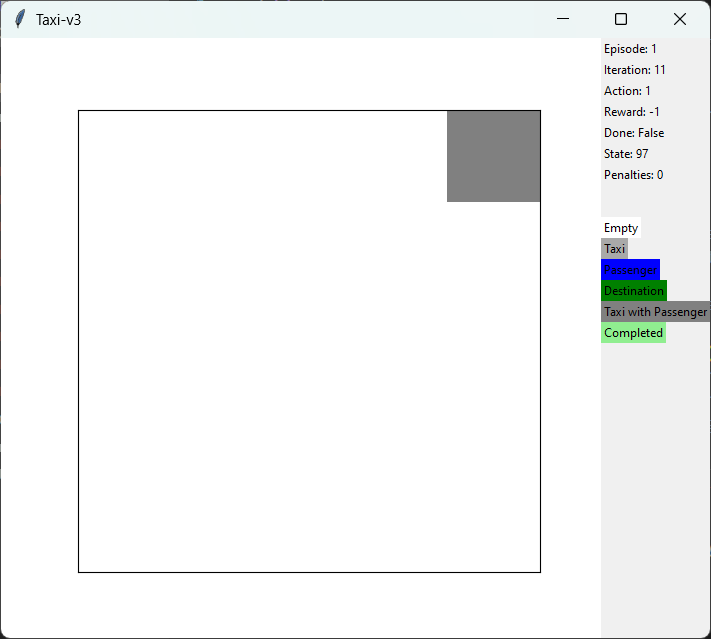 Taxi-v3
Episode: 1
Iteration: 11
Action: 1
Reward: -1
Done: False
State: 97
Penalties: 0
Empty
Taxi
Passenger
Destination
Taxi with Passenger
Completed